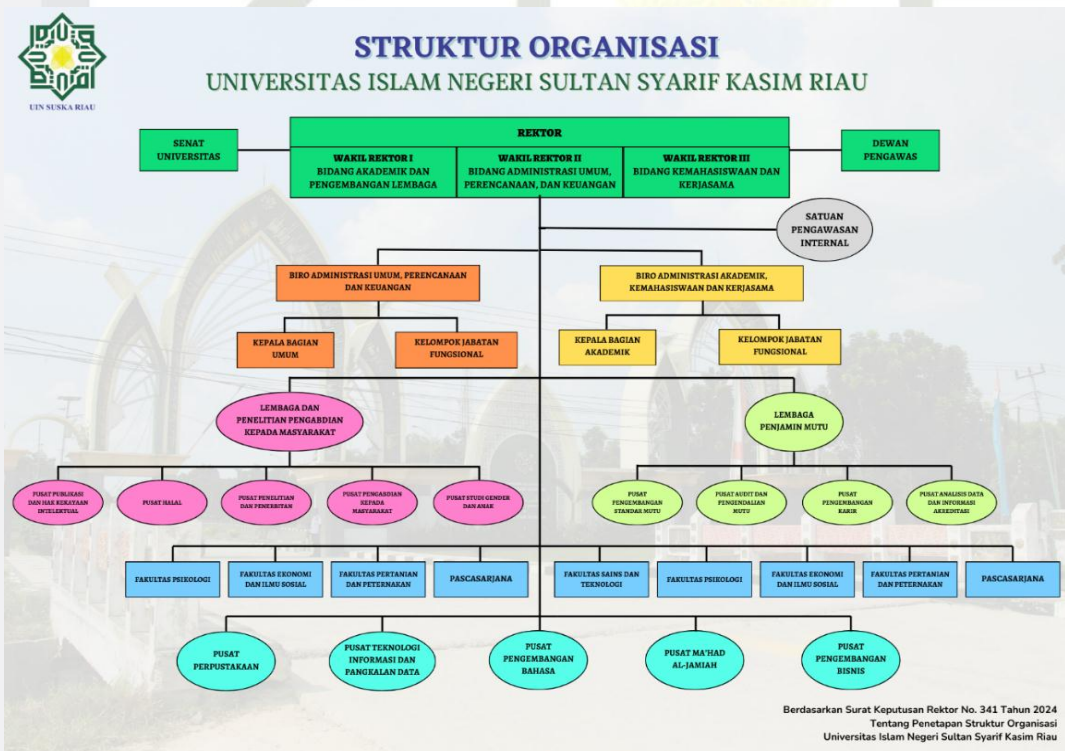 UIN SUSKA RIAU
STRUKTUR ORGANISASI
UNIVERSITAS ISLAM NEGERI SULTAN SYARIF KASIM RIAU
SENAT
UNIVERSITAS
REKTOR
WAKIL REKTOR I
BIDANG AKADEMIK DAN
PENGEMBANGAN LEMBAGA
WAKIL REKTOR II
BIDANG ADMINISTRASI UMUM,
PERENCANAAN, DAN KEUANGAN
WAKIL REKTOR III
BIDANG KEMAHASISWAAN DAN
KERJASAMA
DEWAN
PENGAWAS
SATUAN
PENGAWASAN
INTERNAL
BIRO ADMINISTRASI UMUM, PERENCANAAN
DAN KEUANGAN
BIRO ADMINISTRASI AKADEMIK,
KEMAHASISWAAN DAN KERJASAMA
KEPALA BAGIAN
UMUM
KELOMPOK JABATAN
FUNGSIONAL
KEPALA BAGIAN
AKADEMIK
KELOMPOK JABATAN
FUNGSIONAL
LEMBAGA DAN
PENELITIAN PENGABDIAN
KEPADA MASYARAKAT
LEMBAGA
PENJAMIN MUTU
PUSAT PUBLIKASI
DAN HAK KEKAYAAN
INTELEKTUAL
PUSAT HALAL
PUSAT PENELITIAN
DAN PENERBITAN
PUSAT PENGABDIAN
KEPADA
MASYARAKAT
PUSAT STUDI GENDER
DAN ANAK
PUSAT
PENGEMBANGAN
STANDAR MUTU
PUSAT AUDIT DAN
PENGENDALIAN
MUTU
PUSAT
PENGEMBANGAN
KARIR
PUSAT ANALISIS DATA
DAN INFORMASI
AKREDITASI
FAKULTAS PSIKOLOGI
FAKULTAS EKONOMI
DAN ILMU SOSIAL
FAKULTAS PERTANIAN
DAN PETERNAKAN
PASCASARJANA
FAKULTAS SAINS DAN
TEKNOLOGI
FAKULTAS PSIKOLOGI
FAKULTAS EKONOMI
DAN ILMU SOSIAL
FAKULTAS PERTANIAN
DAN PETERNAKAN
PASCASARJANA
PUSAT
PERPUSTAKAAN
PUSAT TEKNOLOGI
INFORMASI DAN
PANGKALAN DATA
PUSAT
PENGEMBANGAN
BAHASA
PUSAT MA'HAD
AL-JAMIAH
PUSAT
PENGEMBANGAN
BISNIS
Berdasarkan Surat Keputusan Rektor No. 341 Tahun 2024
Tentang Penetapan Struktur Organisasi
Universitas Islam Negeri Sultan Syarif Kasim Riau